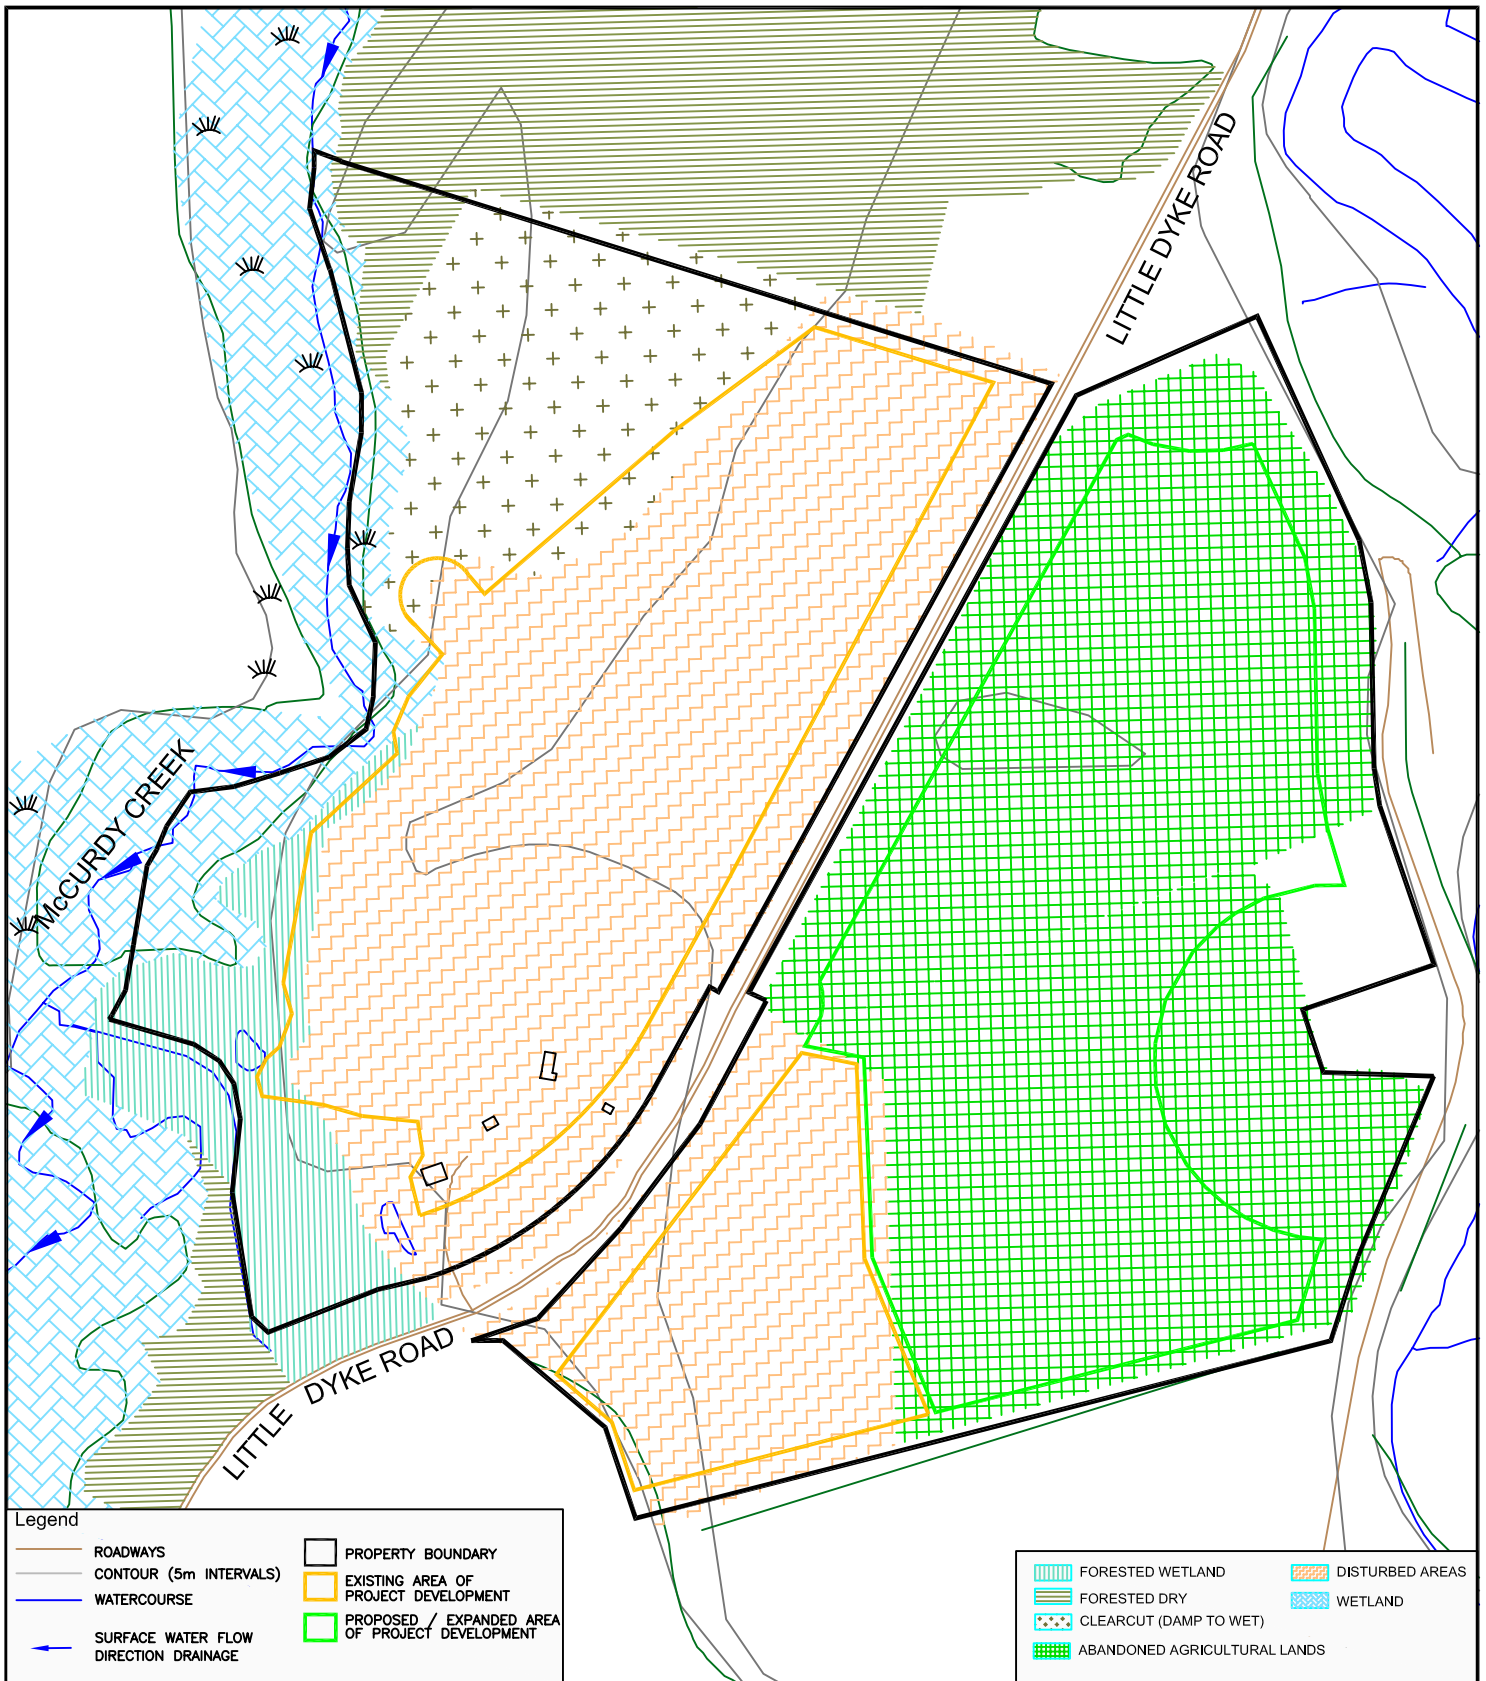 LITTLE DYKE ROAD
McCURDY CREEK
LITTLE DYKE ROAD
Legend
ROADWAYS
CONTOUR (5m INTERVALS)
WATERCOURSE
SURFACE WATER FLOW
DIRECTION DRAINAGE
PROPERTY BOUNDARY
EXISTING AREA OF
PROJECT DEVELOPMENT
PROPOSED / EXPANDED AREA
OF PROJECT DEVELOPMENT
FORESTED WETLAND
FORESTED DRY
CLEARCUT (DAMP TO WET)
ABANDONED AGRICULTURAL LANDS
DISTURBED AREAS
WETLAND